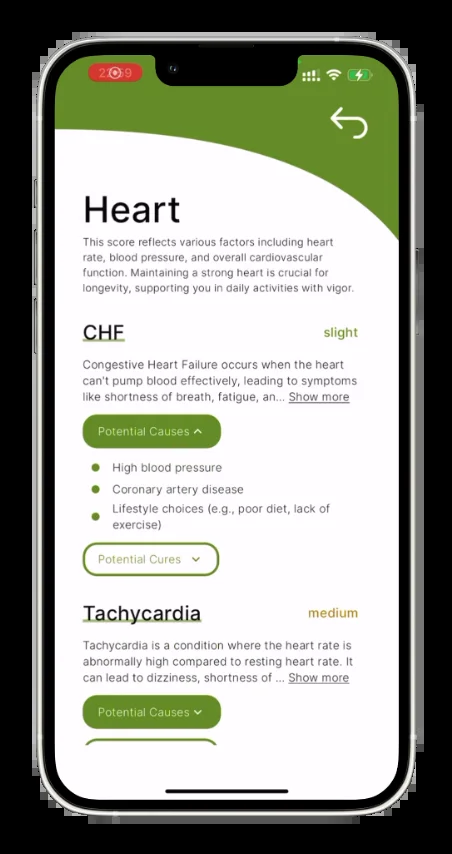 Heart
This score reflects various factors including heart
rate, blood pressure, and overall cardiovascular
function. Maintaining a strong heart is crucial for
longevity, supporting you in daily activities with vigor.
CHF slight
Congestive Heart Failure occurs when the heart
can't pump blood effectively, leading to symptoms
like shortness of breath, fatigue, an... Show more
Potential Causes
High blood pressure
Coronary artery disease
Lifestyle choices (e.g., poor diet, lack of
exercise)
Potential Cures
Tachycardia medium
Tachycardia is a condition where the heart rate is
abnormally high compared to resting heart rate. It
can lead to dizziness, shortness of ... Show more
Potential Causes